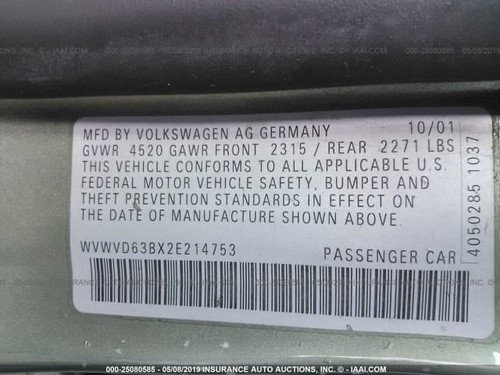 © IAAI.COM
10/01
MFD BY VOLKSWAGEN AG GERMANY
GVWR 4520 GAWR FRONT 2315 / REAR 2271 LBS
THIS VEHICLE CONFORMS TO ALL APPLICABLE U.S.
FEDERAL MOTOR VEHICLE SAFETY, BUMPER AND
THEFT PREVENTION STANDARDS IN EFFECT ON
THE DATE OF MANUFACTURE SHOWN ABOVE.
WVWVD63BX2E214753 PASSENGER CAR
4050285 1037
000-25080585 - 05/08/2019 INSURANCE AUTO AUCTIONS, INC. © - IAAI.COM